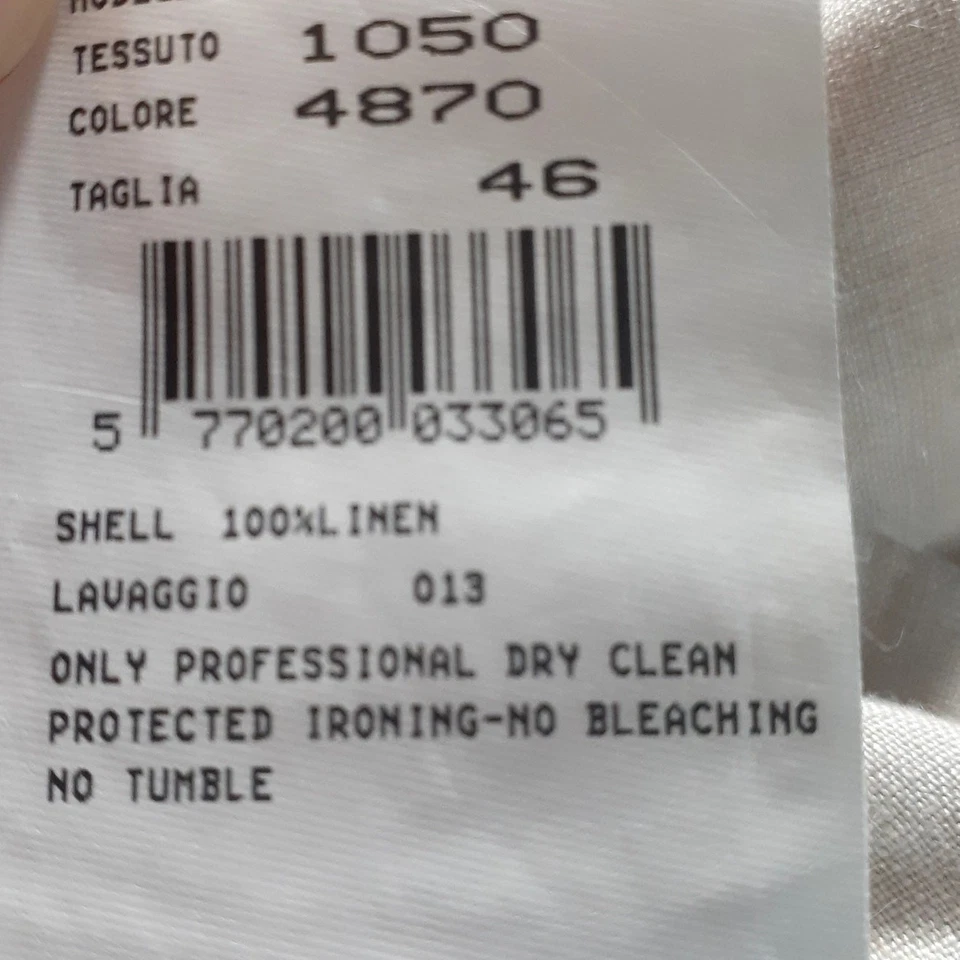 TESSUTO 1050
COLORE 4870
TAGLIA 46
5 770200 033065
SHELL 100%LINEN
LAVAGGIO 013
ONLY PROFESSIONAL DRY CLEAN
PROTECTED IRONING-NO BLEACHING
NO TUMBLE